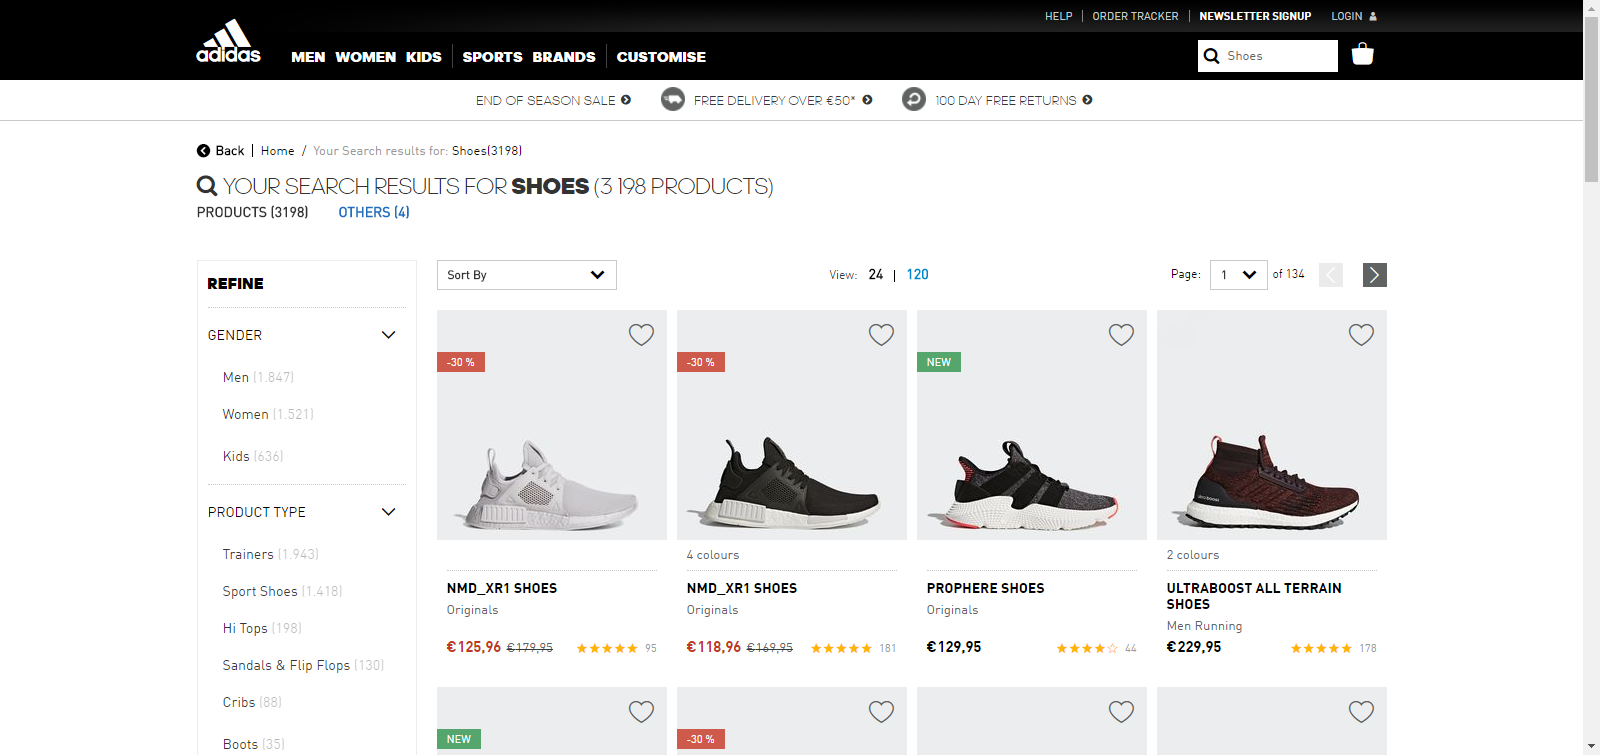 HELP | ORDER TRACKER | NEWSLETTER SIGNUP LOGIN
adidas
MEN WOMEN KIDS | SPORTS BRANDS | CUSTOMISE
Shoes
END OF SEASON SALE FREE DELIVERY OVER €50* 100 DAY FREE RETURNS
Back | Home / Your Search results for: Shoes(3198)
YOUR SEARCH RESULTS FOR SHOES (3 198 PRODUCTS)
PRODUCTS (3198) OTHERS (4)
REFINE
GENDER
Men (1.847)
Women (1.521)
Kids (636)
PRODUCT TYPE
Trainers (1.943)
Sport Shoes (1.418)
Hi Tops (198)
Sandals & Flip Flops (130)
Cribs (88)
Boots (35)
Sort By
View: 24 | 120
Page: 1 of 134
-30 %
NMD_XR1 SHOES
Originals
€125,96 €179,95 95
-30 %
4 colours
NMD_XR1 SHOES
Originals
€118,96 €169,95 181
NEW
PROPHERE SHOES
Originals
€129,95 44
ultraboost
2 colours
ULTRABOOST ALL TERRAIN
SHOES
Men Running
€229,95 178
NEW
-30 %